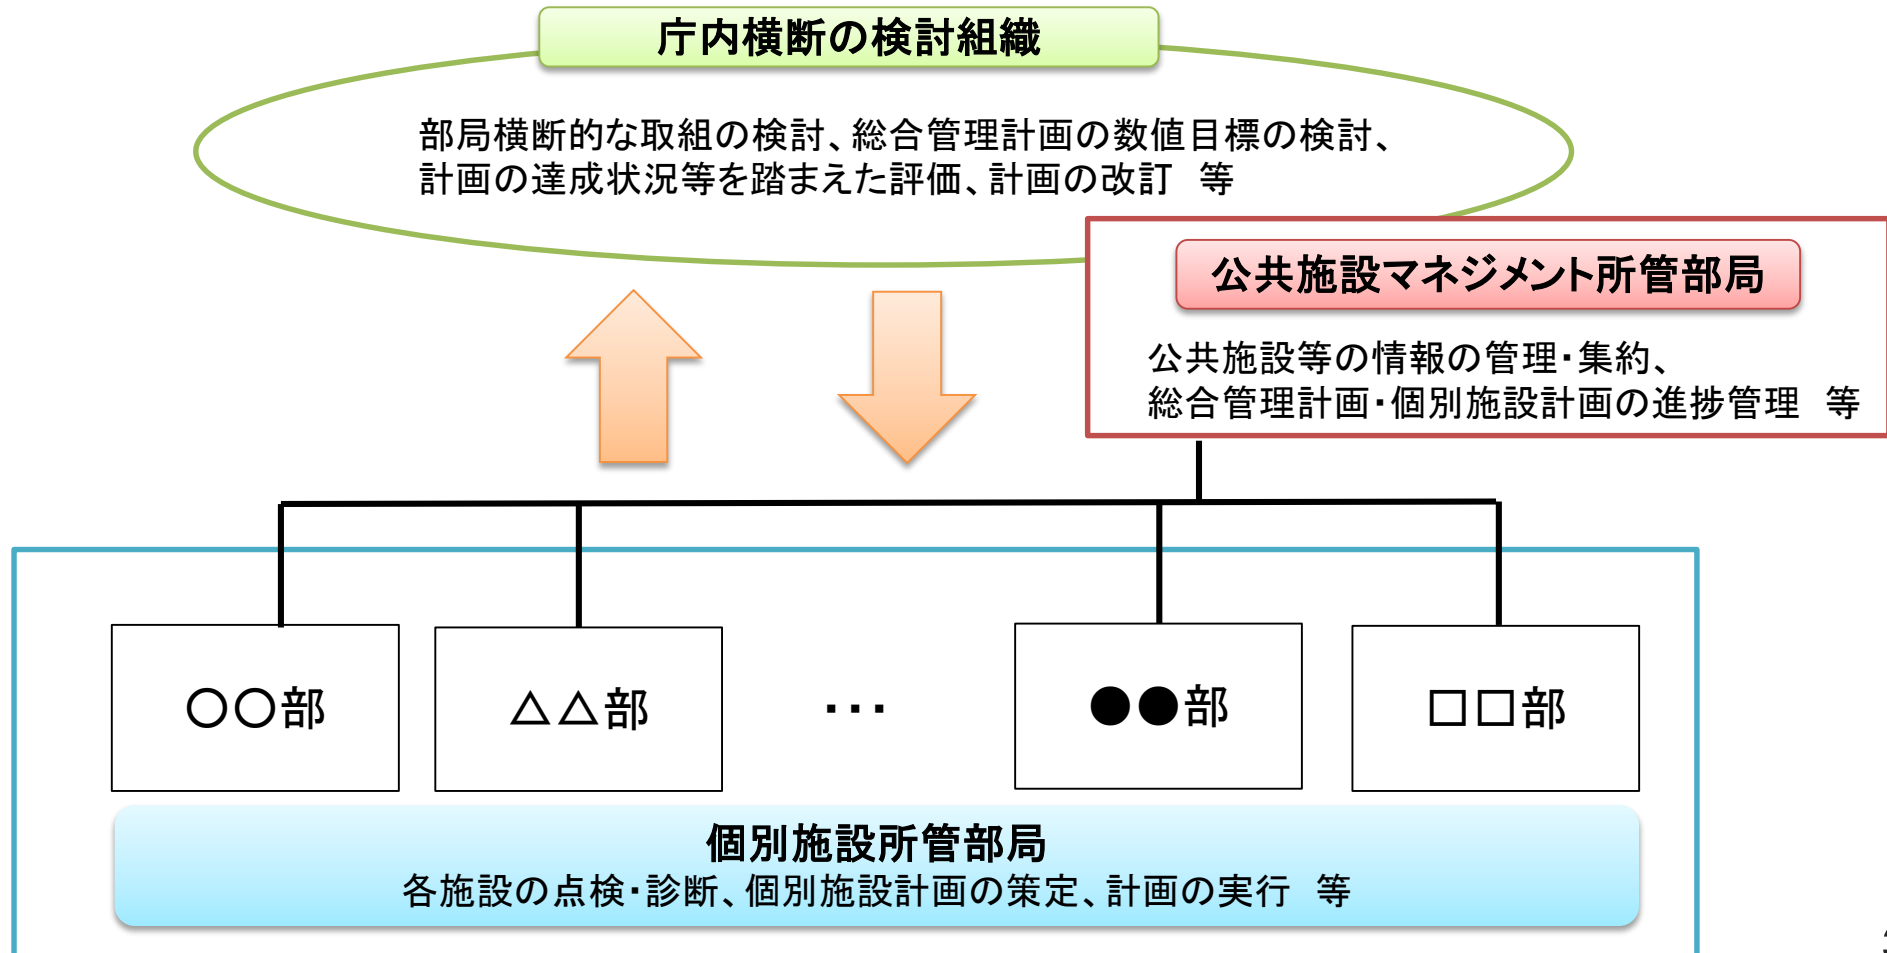 庁内横断の検討組織
部局横断的な取組の検討、総合管理計画の数値目標の検討、
計画の達成状況等を踏まえた評価、計画の改訂　等
公共施設マネジメント所管部局
公共施設等の情報の管理・集約、
総合管理計画・個別施設計画の進捗管理　等
〇〇部
△△部
・・・
●●部
□□部
個別施設所管部局
各施設の点検・診断、個別施設計画の策定、計画の実行　等